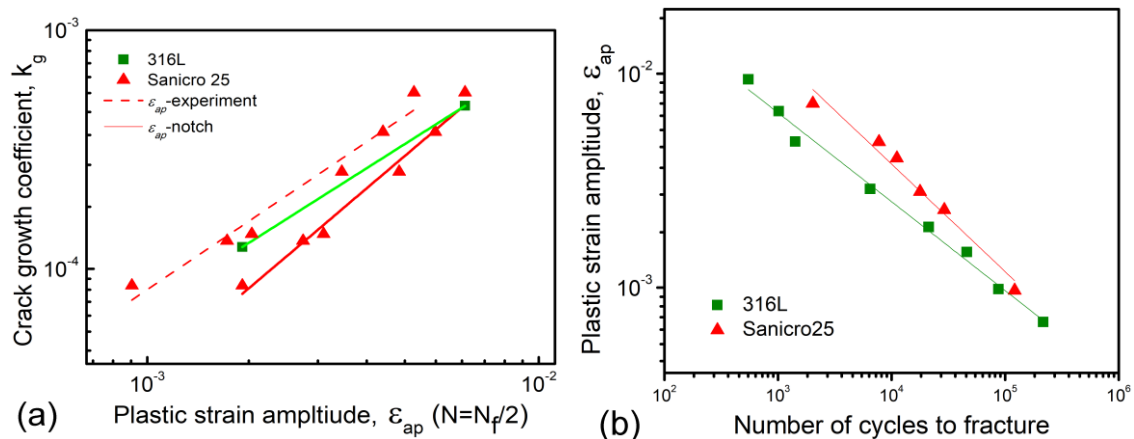 10⁻³
Crack growth coefficient, k_g
316L
Sanicro 25
ε_ap-experiment
ε_ap-notch
10⁻⁴
10⁻³
10⁻²
(a)
Plastic strain ampltiude, ε_ap (N=N_f/2)
Plastic strain ampltiude, ε_ap
10⁻²
10⁻³
316L
Sanicro25
10²
10³
10⁴
10⁵
10⁶
(b)
Number of cycles to fracture